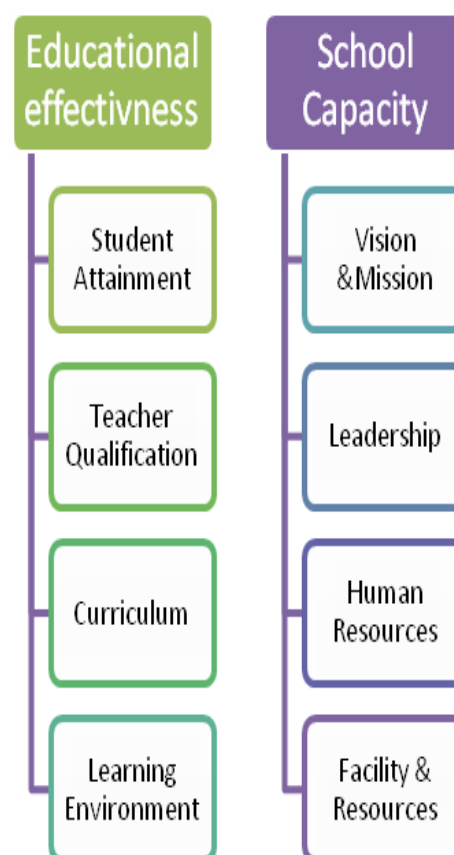 Educational
effectivness
Student
Attainment
Teacher
Qualification
Curriculum
Learning
Environment
School
Capacity
Vision
&Mission
Leadership
Human
Resources
Facility &
Resources